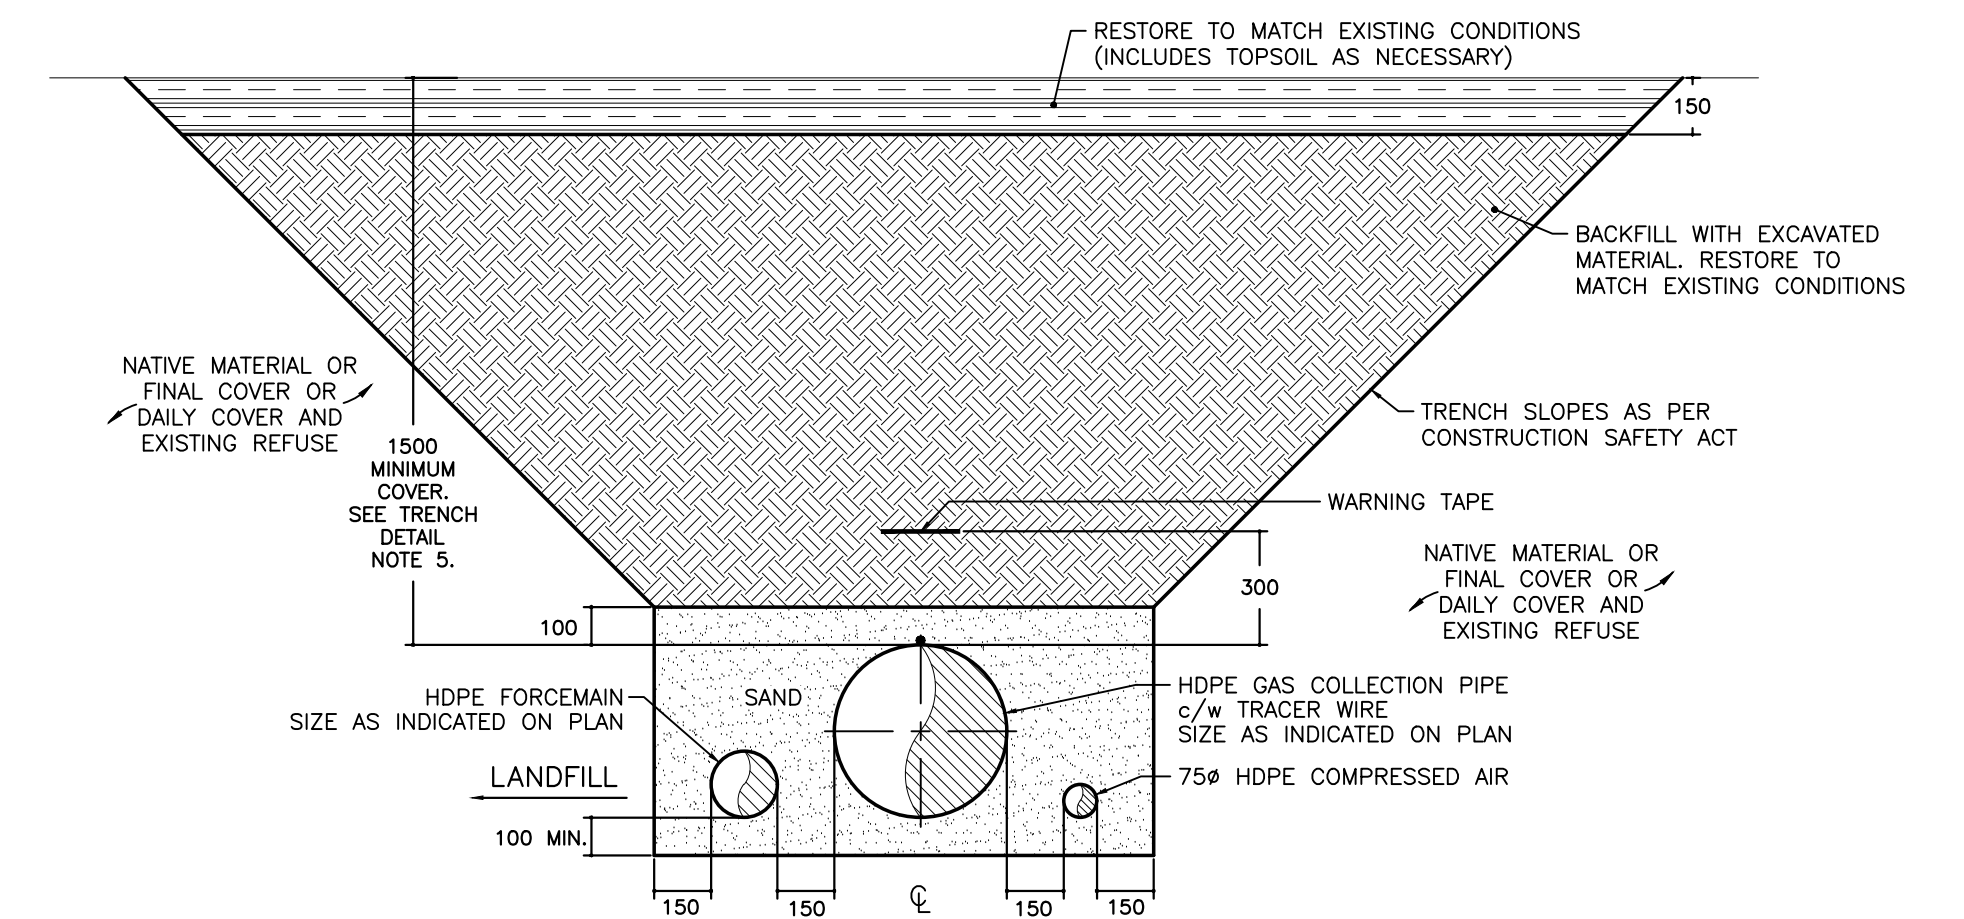 RESTORE TO MATCH EXISTING CONDITIONS
(INCLUDES TOPSOIL AS NECESSARY)
150
BACKFILL WITH EXCAVATED
MATERIAL. RESTORE TO
MATCH EXISTING CONDITIONS
NATIVE MATERIAL OR
FINAL COVER OR
DAILY COVER AND
EXISTING REFUSE
TRENCH SLOPES AS PER
CONSTRUCTION SAFETY ACT
1500
MINIMUM
COVER.
SEE TRENCH
DETAIL
NOTE 5.
WARNING TAPE
NATIVE MATERIAL OR
FINAL COVER OR
DAILY COVER AND
EXISTING REFUSE
300
100
HDPE FORCEMAIN
SIZE AS INDICATED ON PLAN
SAND
HDPE GAS COLLECTION PIPE
c/w TRACER WIRE
SIZE AS INDICATED ON PLAN
LANDFILL
75ø HDPE COMPRESSED AIR
100 MIN.
150
150
℄
150
150